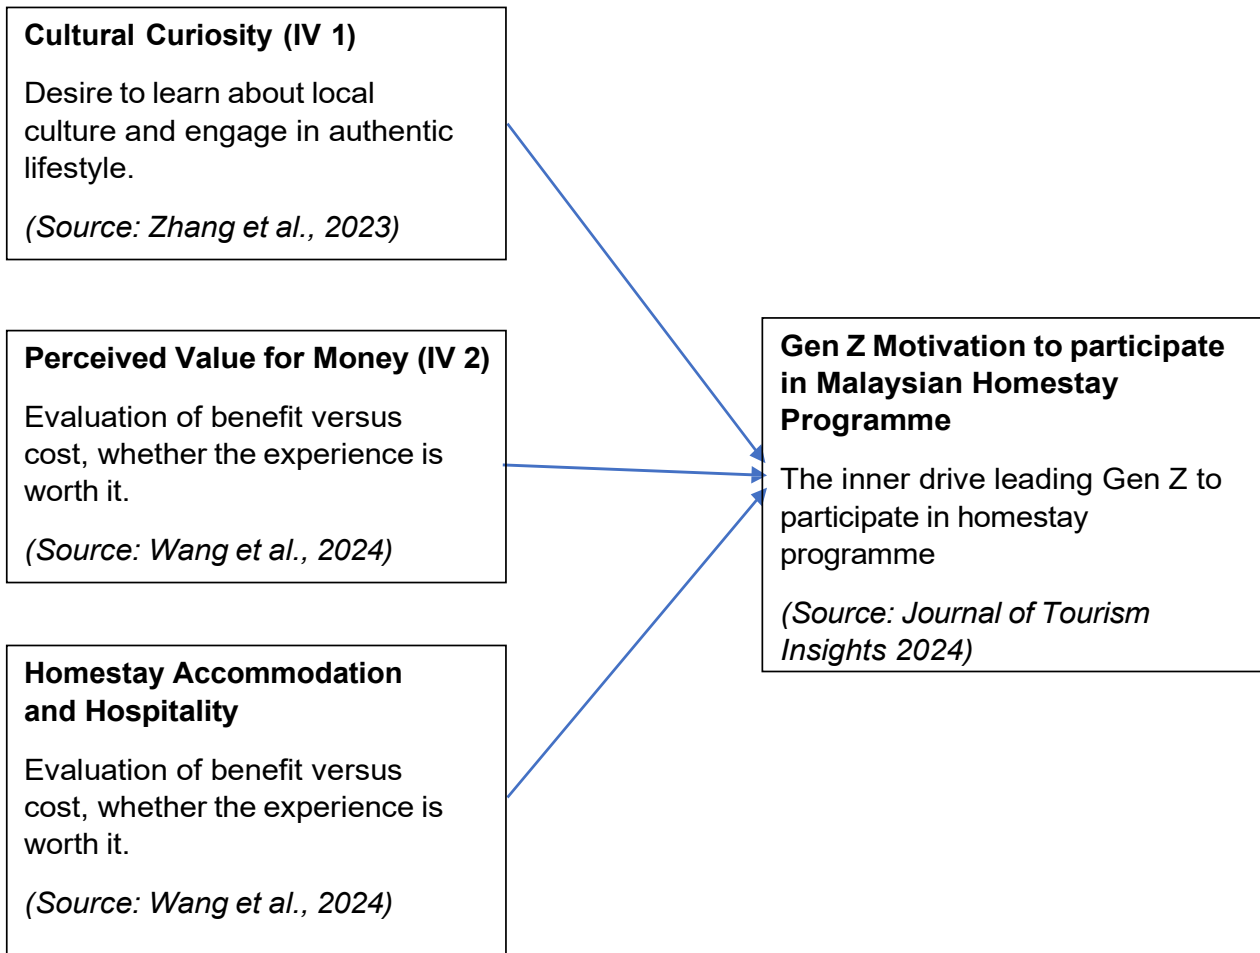 Cultural Curiosity (IV 1)
Desire to learn about local
culture and engage in authentic
lifestyle.
(Source: Zhang et al., 2023)
Perceived Value for Money (IV 2)
Evaluation of benefit versus
cost, whether the experience is
worth it.
(Source: Wang et al., 2024)
Homestay Accommodation
and Hospitality
Evaluation of benefit versus
cost, whether the experience is
worth it.
(Source: Wang et al., 2024)
Gen Z Motivation to participate
in Malaysian Homestay
Programme
The inner drive leading Gen Z to
participate in homestay
programme
(Source: Journal of Tourism
Insights 2024)